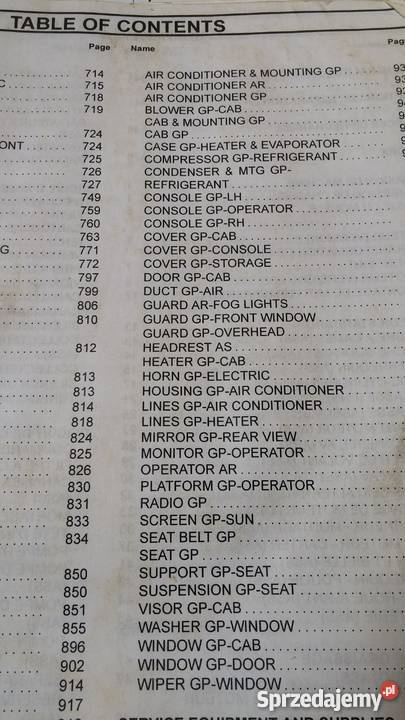 TABLE OF CONTENTS
Page Name Pag
714 AIR CONDITIONER & MOUNTING GP 93
C 715 AIR CONDITIONER AR 93
718 AIR CONDITIONER GP
719 BLOWER GP-CAB
CAB & MOUNTING GP
724 CAB GP
ONT 724 CASE GP-HEATER & EVAPORATOR
725 COMPRESSOR GP-REFRIGERANT
726 CONDENSER & MTG GP-
727 REFRIGERANT
749 CONSOLE GP-LH
759 CONSOLE GP-OPERATOR
760 CONSOLE GP-RH
763 COVER GP-CAB
G 771 COVER GP-CONSOLE
772 COVER GP-STORAGE
797 DOOR GP-CAB
799 DUCT GP-AIR
806 GUARD AR-FOG LIGHTS
810 GUARD GP-FRONT WINDOW
GUARD GP-OVERHEAD
812 HEADREST AS
HEATER GP-CAB
813 HORN GP-ELECTRIC
813 HOUSING GP-AIR CONDITIONER
814 LINES GP-AIR CONDITIONER
818 LINES GP-HEATER
824 MIRROR GP-REAR VIEW
825 MONITOR GP-OPERATOR
826 OPERATOR AR
830 PLATFORM GP-OPERATOR
831 RADIO GP
833 SCREEN GP-SUN
834 SEAT BELT GP
SEAT GP
850 SUPPORT GP-SEAT
850 SUSPENSION GP-SEAT
851 VISOR GP-CAB
855 WASHER GP-WINDOW
896 WINDOW GP-CAB
902 WINDOW GP-DOOR
914 WIPER GP-WINDOW
917
SERVICE EQUIPMENT AND SUPPLIES
Sprzedajemy.pl